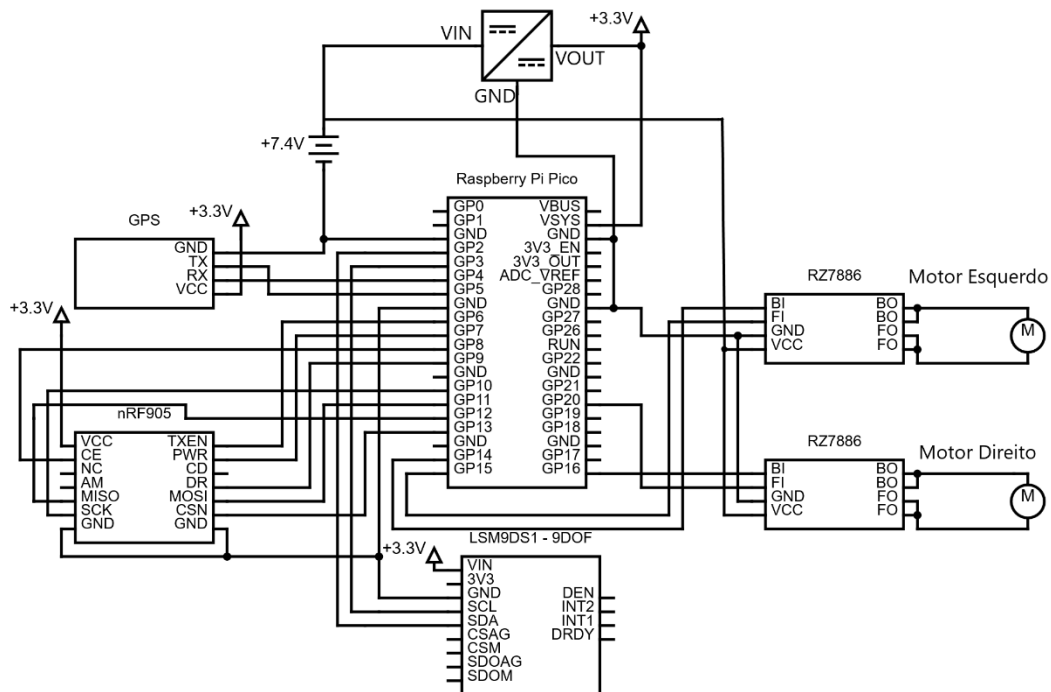 +3.3V
VIN
VOUT
GND
+7.4V
Raspberry Pi Pico
GP0
GP1
GND
GP2
GP3
GP4
GP5
GND
GP6
GP7
GP8
GP9
GND
GP10
GP11
GP12
GP13
GND
GP14
GP15
VBUS
VSYS
GND
3V3_EN
3V3_OUT
ADC_VREF
GP28
GND
GP27
GP26
RUN
GP22
GND
GP21
GP20
GP19
GP18
GND
GP17
GP16
GPS
+3.3V
GND
TX
RX
VCC
+3.3V
nRF905
VCC
CE
NC
AM
MISO
SCK
GND
TXEN
PWR
CD
DR
MOSI
CSN
GND
RZ7886
Motor Esquerdo
BI
FI
GND
VCC
BO
BO
FO
FO
M
RZ7886
Motor Direito
BI
FI
GND
VCC
BO
BO
FO
FO
M
LSM9DS1 - 9DOF
+3.3V
VIN
3V3
GND
SCL
SDA
CSAG
CSM
SDOAG
SDOM
DEN
INT2
INT1
DRDY